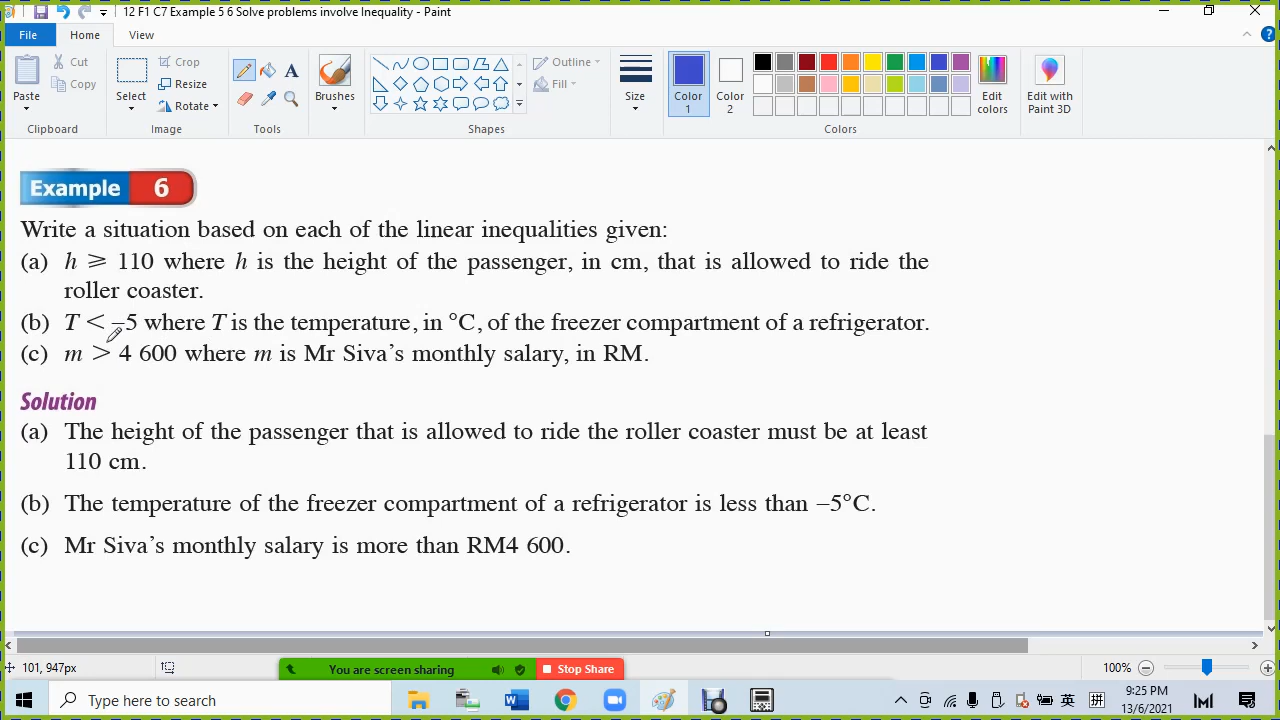 12 F1 C7 Example 5 6 Solve problems involve Inequality - Paint
File Home View
Paste
Cut
Copy
Clipboard
Select
Crop
Resize
Rotate
Image
A
Tools
Brushes
Outline
Fill
Shapes
Size
Color 1
Color 2
Edit colors
Colors
Edit with Paint 3D
Example 6
Write a situation based on each of the linear inequalities given:
(a) h ⩾ 110 where h is the height of the passenger, in cm, that is allowed to ride the
roller coaster.
(b) T < –5 where T is the temperature, in °C, of the freezer compartment of a refrigerator.
(c) m > 4 600 where m is Mr Siva’s monthly salary, in RM.
Solution
(a) The height of the passenger that is allowed to ride the roller coaster must be at least
110 cm.
(b) The temperature of the freezer compartment of a refrigerator is less than –5°C.
(c) Mr Siva’s monthly salary is more than RM4 600.
101, 947px
100%
You are screen sharing
Stop Share
Type here to search
英
拼
9:25 PM
13/6/2021